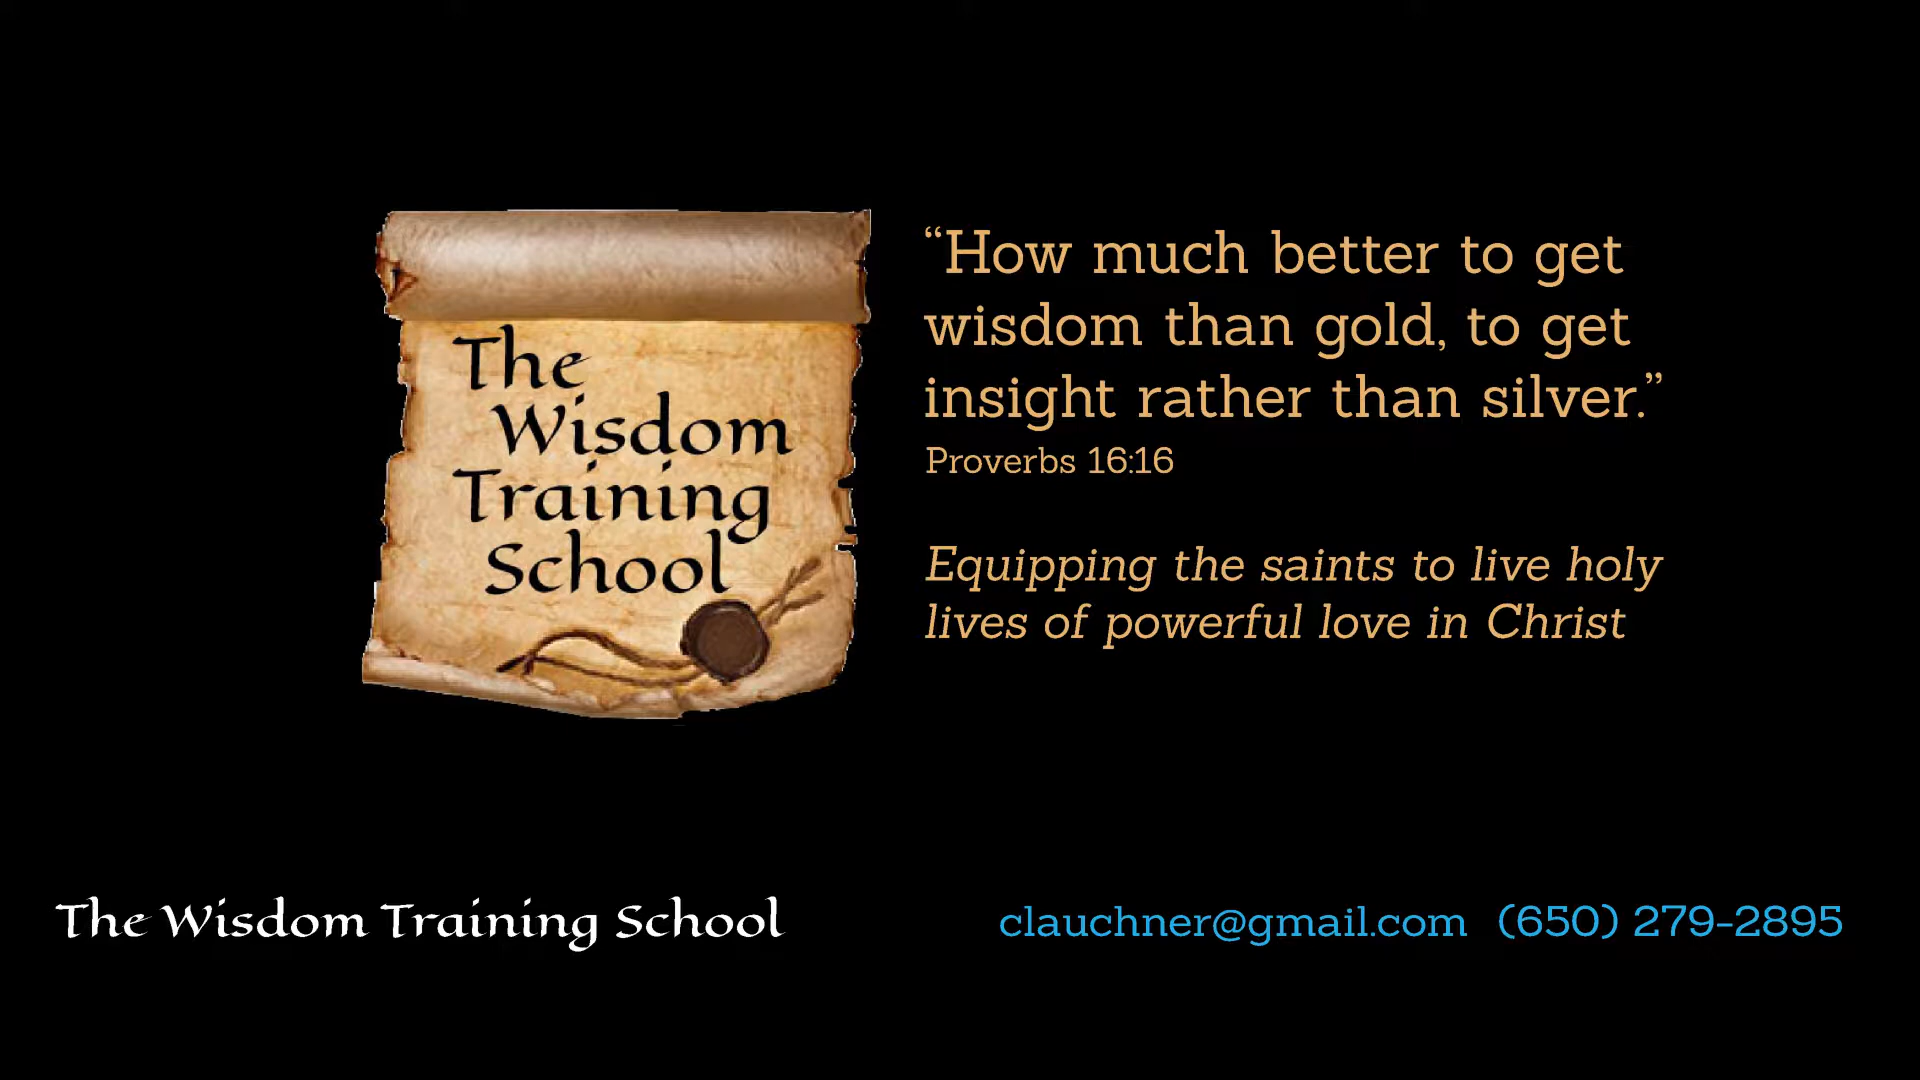 The
Wisdom
Training
School
“How much better to get
wisdom than gold, to get
insight rather than silver.”
Proverbs 16:16
Equipping the saints to live holy
lives of powerful love in Christ
The Wisdom Training School
clauchner@gmail.com (650) 279-2895